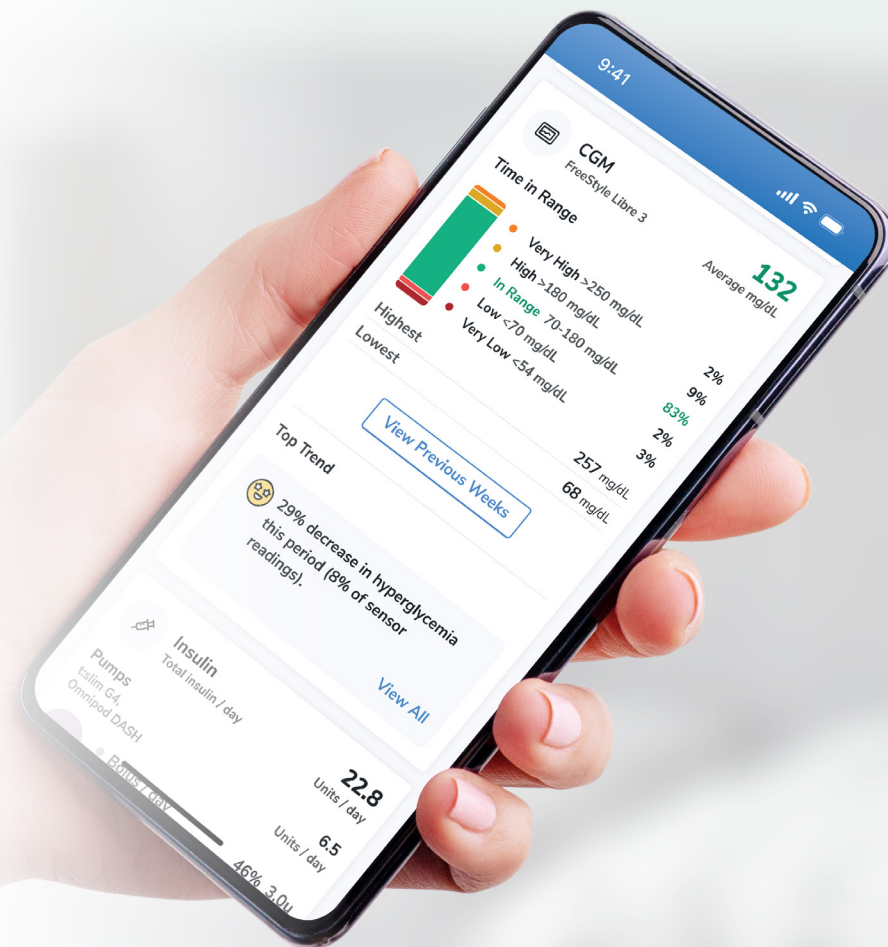 9:41
CGM
FreeStyle Libre 3
132
Average mg/dL
Time in Range
Very High >250 mg/dL 2%
High >180 mg/dL 9%
In Range 70-180 mg/dL 83%
Low <70 mg/dL 2%
Very Low <54 mg/dL 3%
Highest 257 mg/dL
Lowest 68 mg/dL
View Previous Weeks
Top Trend
29% decrease in hyperglycemia
this period (8% of sensor
readings).
View All
Insulin
Total insulin / day
22.8
Units / day
Pumps
t:slim G4,
Omnipod DASH
6.5
Units / day
Bolus / day
46% 3.0u